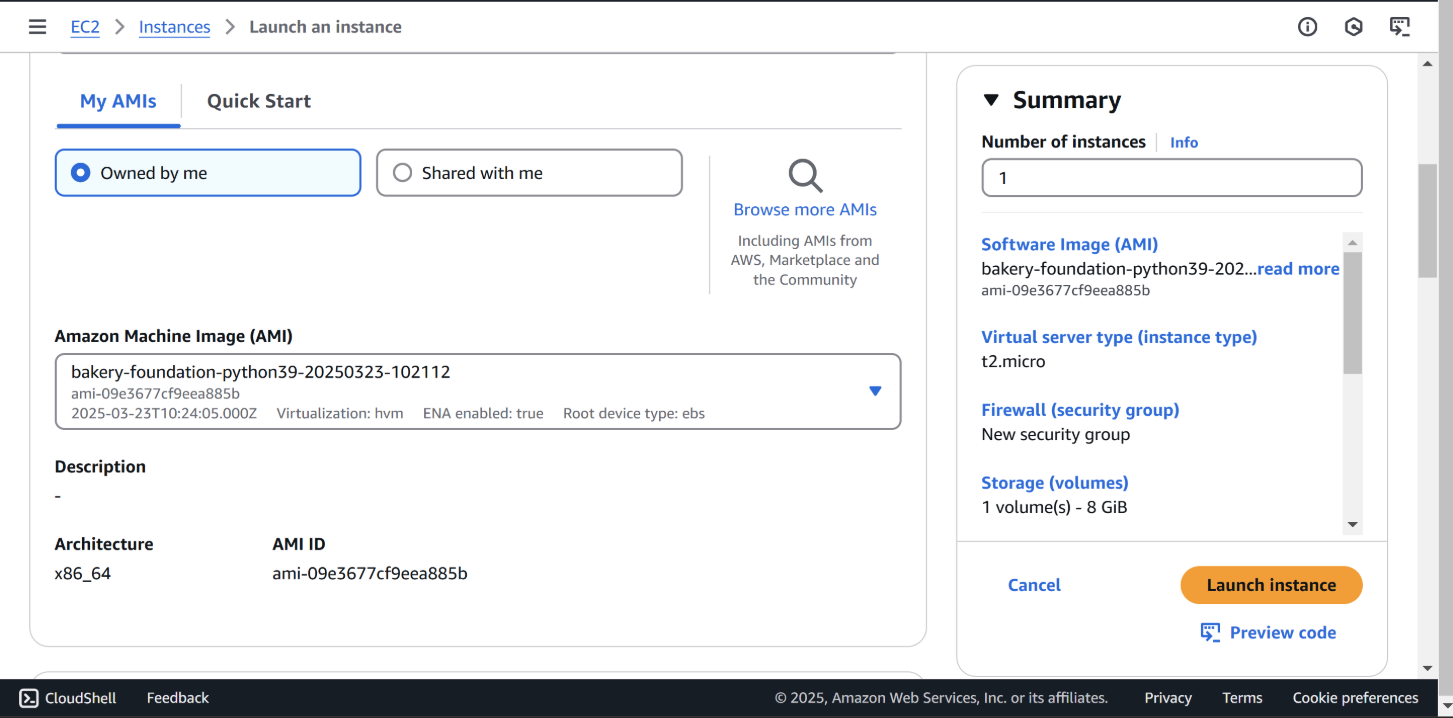 EC2 > Instances > Launch an instance
My AMIs
Quick Start
Owned by me
Shared with me
Browse more AMIs
Including AMIs from
AWS, Marketplace and
the Community
Amazon Machine Image (AMI)
bakery-foundation-python39-20250323-102112
ami-09e3677cf9eea885b
2025-03-23T10:24:05.000Z Virtualization: hvm ENA enabled: true Root device type: ebs
Description
-
Architecture
AMI ID
x86_64
ami-09e3677cf9eea885b
Summary
Number of instances
Info
1
Software Image (AMI)
bakery-foundation-python39-202...read more
ami-09e3677cf9eea885b
Virtual server type (instance type)
t2.micro
Firewall (security group)
New security group
Storage (volumes)
1 volume(s) - 8 GiB
Cancel
Launch instance
Preview code
CloudShell
Feedback
© 2025, Amazon Web Services, Inc. or its affiliates.
Privacy
Terms
Cookie preferences